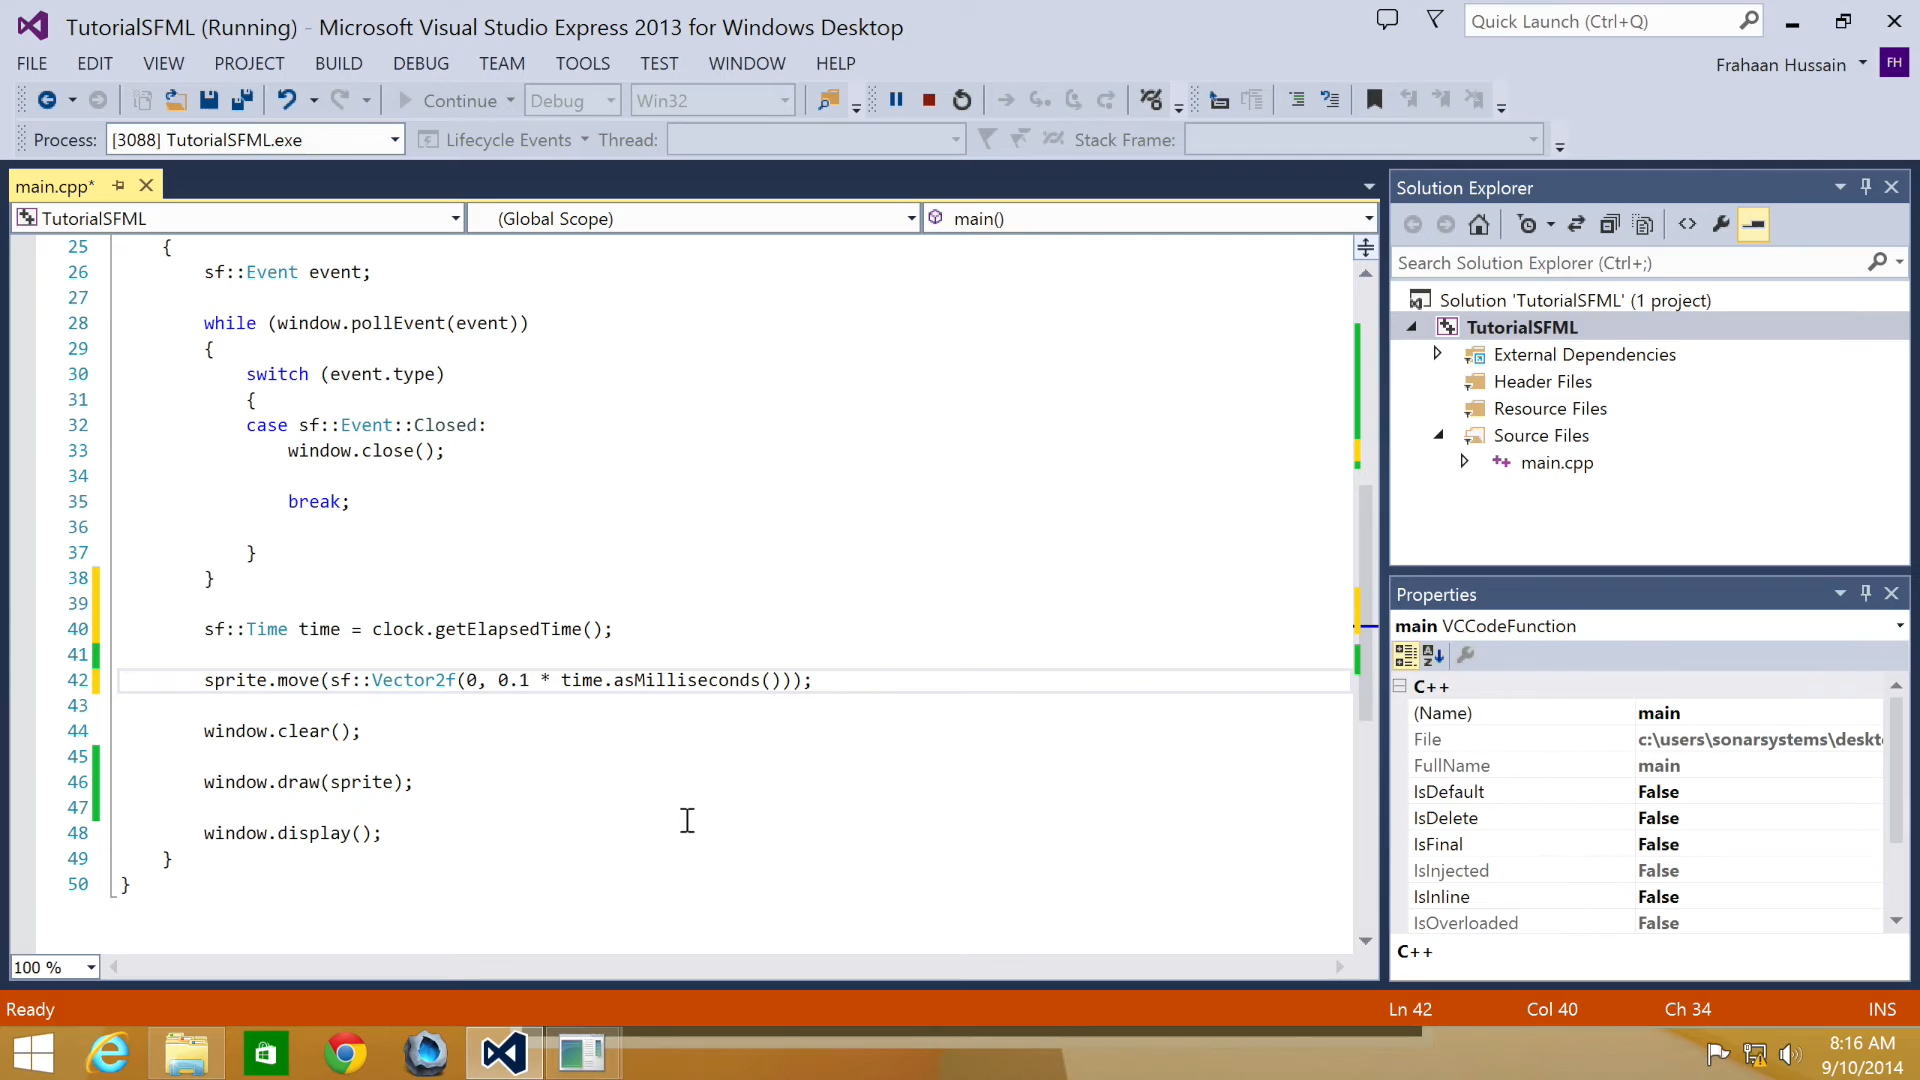 TutorialSFML (Running) - Microsoft Visual Studio Express 2013 for Windows Desktop
Quick Launch (Ctrl+Q)
FILE EDIT VIEW PROJECT BUILD DEBUG TEAM TOOLS TEST WINDOW HELP
Frahaan Hussain FH
Continue Debug Win32
Process: [3088] TutorialSFML.exe Lifecycle Events Thread: Stack Frame:
main.cpp*
TutorialSFML (Global Scope) main()
25 {
26 sf::Event event;
27
28 while (window.pollEvent(event))
29 {
30 switch (event.type)
31 {
32 case sf::Event::Closed:
33 window.close();
34
35 break;
36
37 }
38 }
39
40 sf::Time time = clock.getElapsedTime();
41
42 sprite.move(sf::Vector2f(0, 0.1 * time.asMilliseconds()));
43
44 window.clear();
45
46 window.draw(sprite);
47
48 window.display();
49 }
50 }
100 %
Solution Explorer
Search Solution Explorer (Ctrl+;)
Solution 'TutorialSFML' (1 project)
TutorialSFML
External Dependencies
Header Files
Resource Files
Source Files
++ main.cpp
Properties
main VCCodeFunction
C++
(Name) main
File c:\users\sonarsystems\deskt
FullName main
IsDefault False
IsDelete False
IsFinal False
IsInjected False
IsInline False
IsOverloaded False
C++
Ready Ln 42 Col 40 Ch 34 INS
8:16 AM
9/10/2014